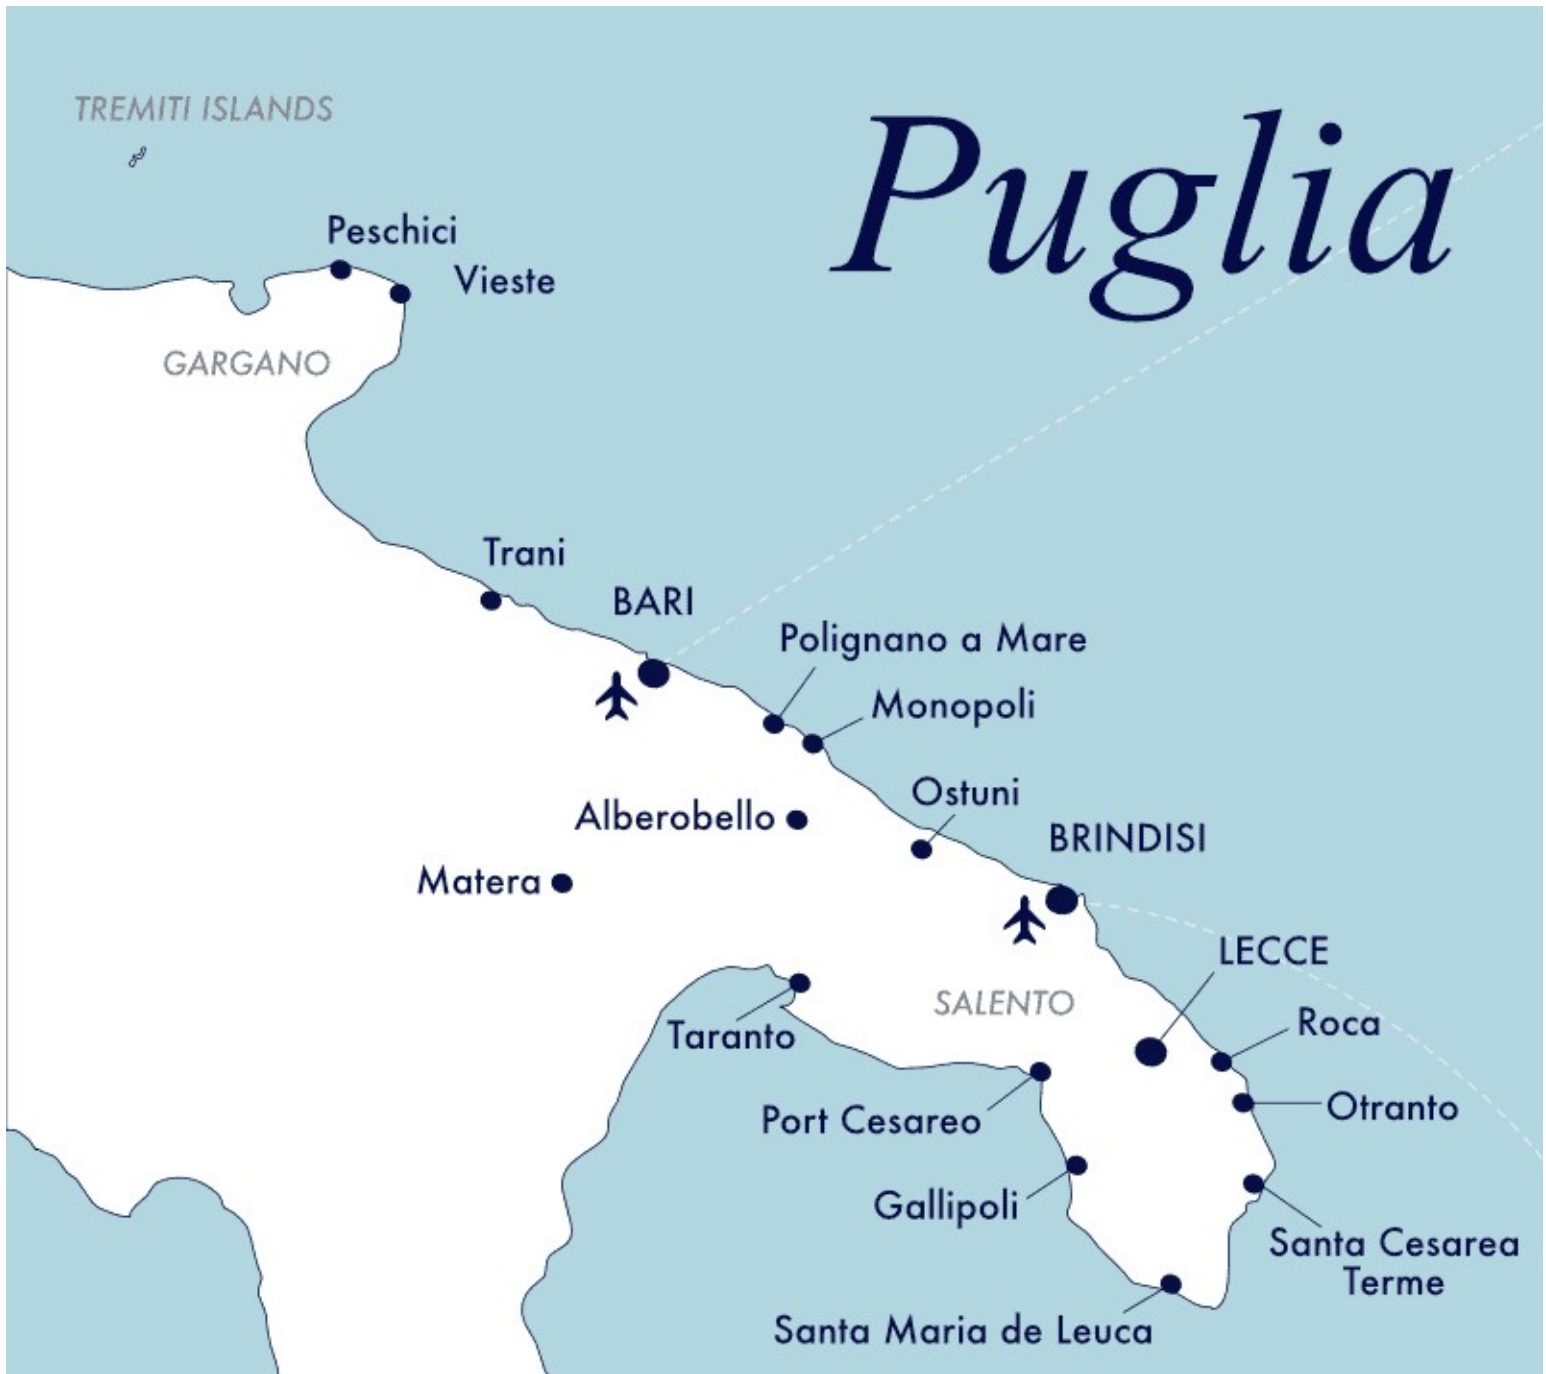 TREMITI ISLANDS
Puglia
Peschici
Vieste
GARGANO
Trani
BARI
Polignano a Mare
Monopoli
Ostuni
Alberobello
BRINDISI
Matera
LECCE
SALENTO
Roca
Taranto
Otranto
Port Cesareo
Gallipoli
Santa Cesarea
Terme
Santa Maria de Leuca